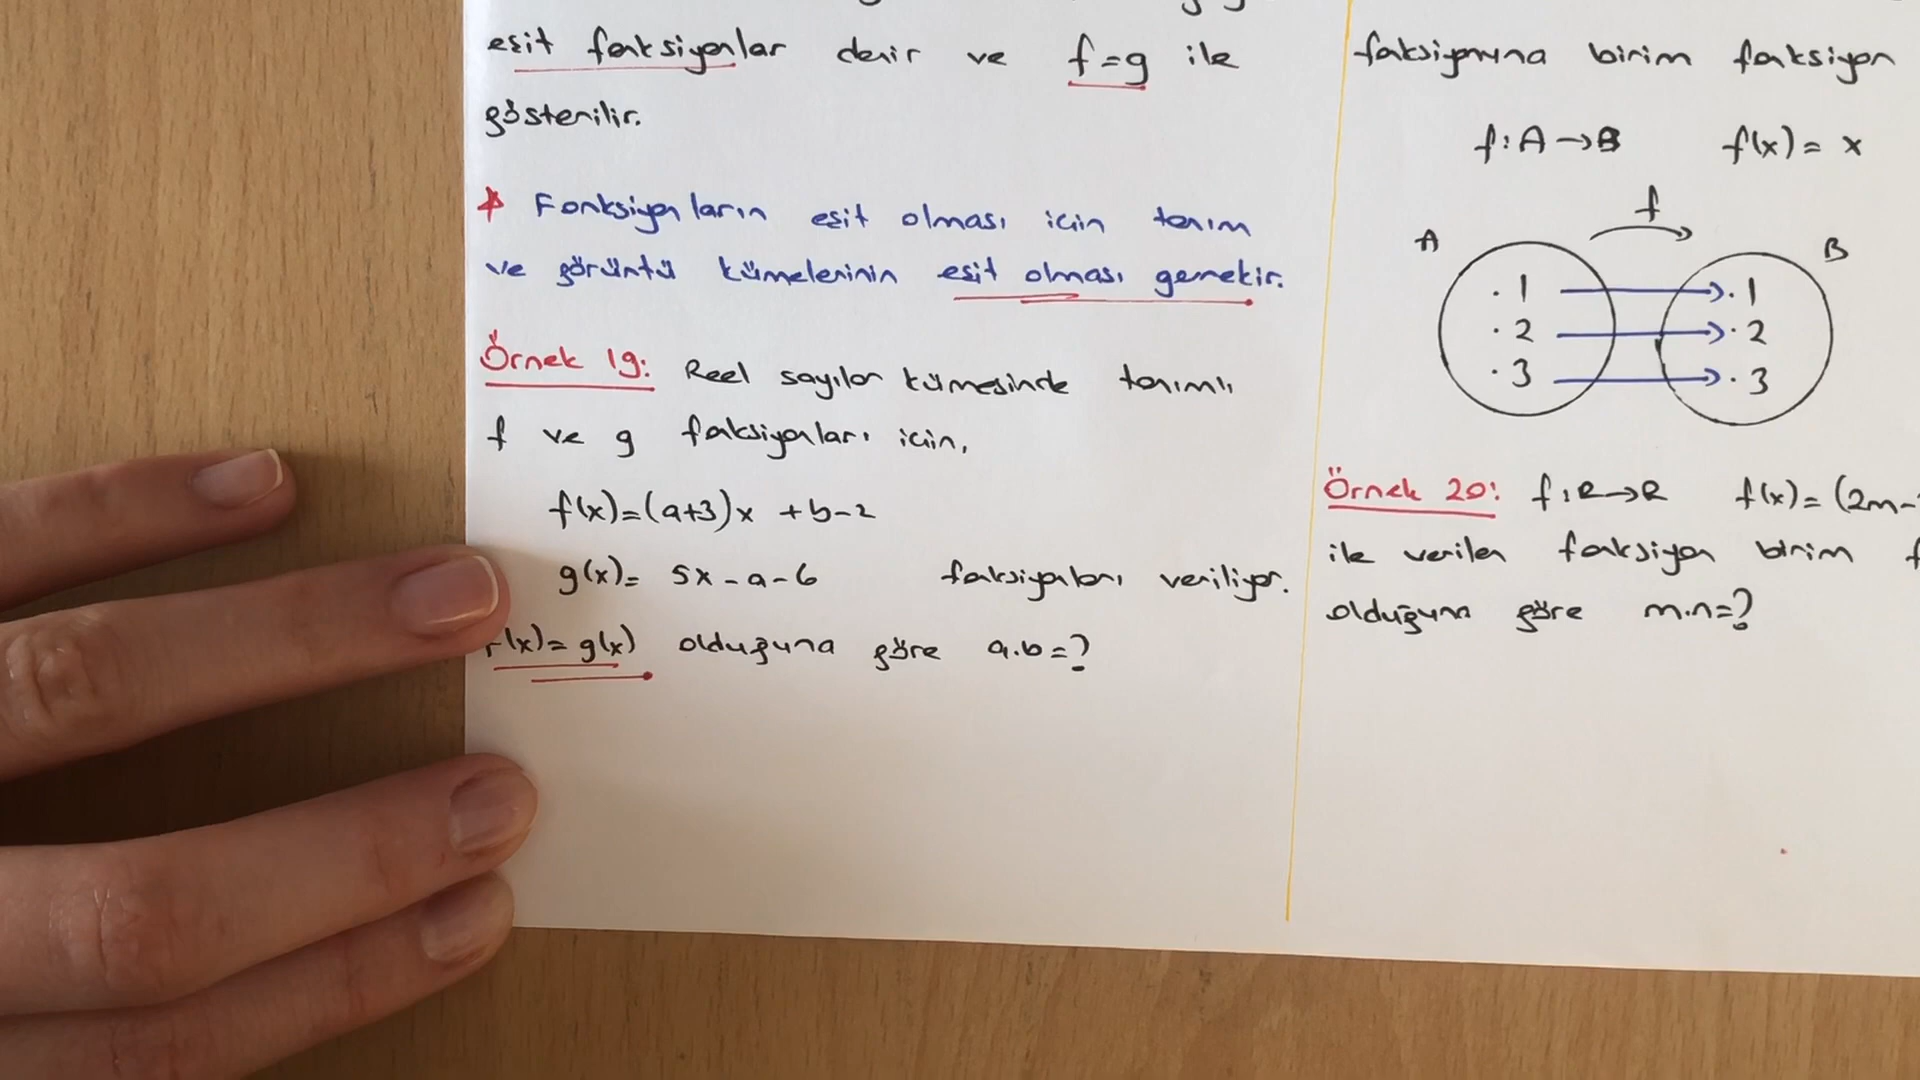 eşit fonksiyonlar denir ve f=g ile
gösterilir.
* Fonksiyonların eşit olması için tanım
ve görüntü kümelerinin eşit olması gerekir.
Örnek 19: Reel sayılar kümesinde tanımlı
f ve g fonksiyonları için,
f(x)=(a+3)x+b-2
g(x)= 5x-a-6 fonksiyonları veriliyor.
f(x)=g(x) olduğuna göre a.b=?
fonksiyonuna birim fonksiyon
f:A→B f(x)=x
f
A B
.1 .1
.2 .2
.3 .3
Örnek 20: f:R→R f(x)=(2m-
ile verilen fonksiyon birim f
olduğuna göre m.n=?